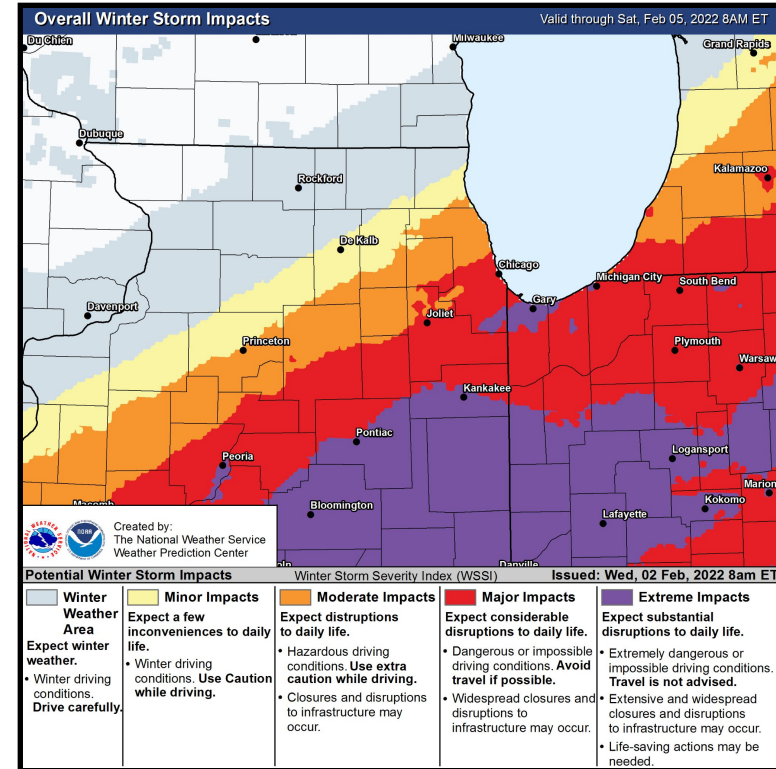 Overall Winter Storm Impacts
Valid through Sat, Feb 05, 2022 8AM ET
Du Chien
Milwaukee
Grand Rapids
Dubuque
Rockford
Kalamazoo
De Kalb
Chicago
Michigan City
South Bend
Davenport
Gary
Joliet
Princeton
Plymouth
Warsaw
Kankakee
Pontiac
Peoria
Logansport
Marion
Macomb
Bloomington
Kokomo
Lafayette
Danville
oln
NATIONAL WEATHER SERVICE
NOAA
Created by:
The National Weather Service
Weather Prediction Center
Potential Winter Storm Impacts
Winter Storm Severity Index (WSSI)
Issued: Wed, 02 Feb, 2022 8am ET
Winter
Weather
Area
Expect winter
weather.
• Winter driving
conditions.
Drive carefully.
Minor Impacts
Expect a few
inconveniences to daily
life.
• Winter driving
conditions. Use Caution
while driving.
Moderate Impacts
Expect distruptions
to daily life.
• Hazardous driving
conditions. Use extra
caution while driving.
• Closures and disruptions
to infrastructure may
occur.
Major Impacts
Expect considerable
disruptions to daily life.
• Dangerous or impossible
driving conditions. Avoid
travel if possible.
• Widespread closures and
disruptions to
infrastructure may occur.
Extreme Impacts
Expect substantial
disruptions to daily life.
• Extremely dangerous or
impossible driving conditions.
Travel is not advised.
• Extensive and widespread
closures and disruptions
to infrastructure may occur.
• Life-saving actions may be
needed.